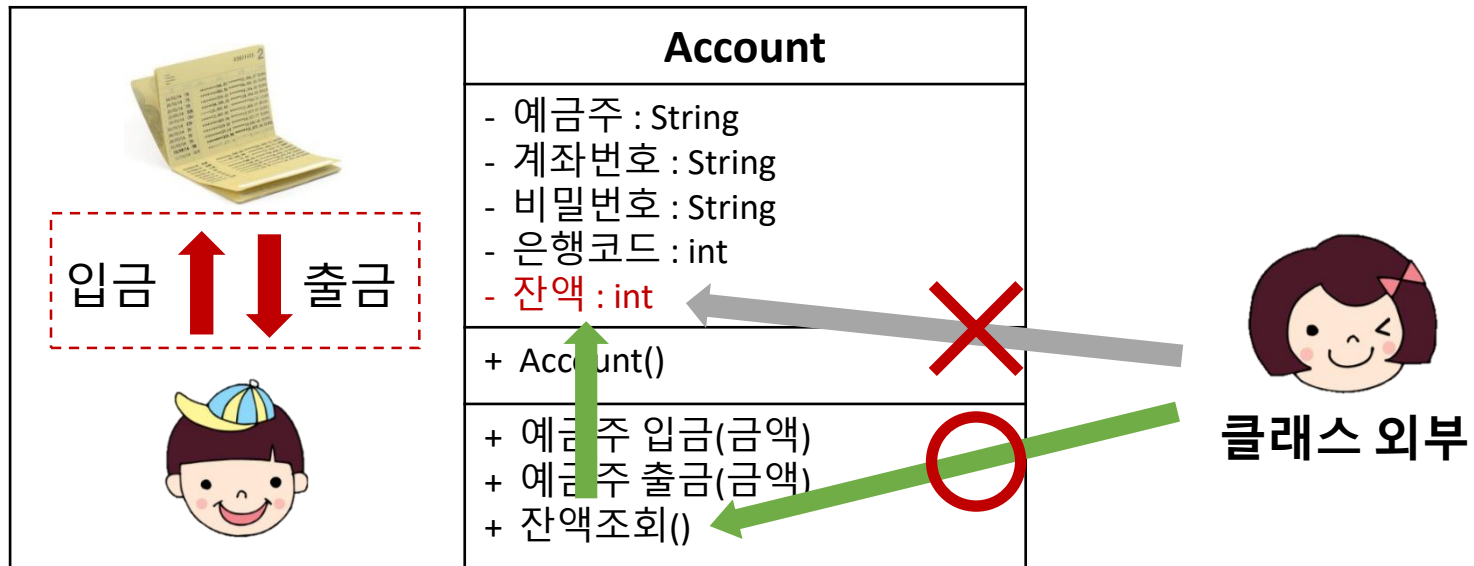 Account
- 예금주 : String
- 계좌번호 : String
- 비밀번호 : String
- 은행코드 : int
- 잔액 : int
+ Account()
+ 예금주 입금(금액)
+ 예금주 출금(금액)
+ 잔액조회()
입금
출금
클래스 외부